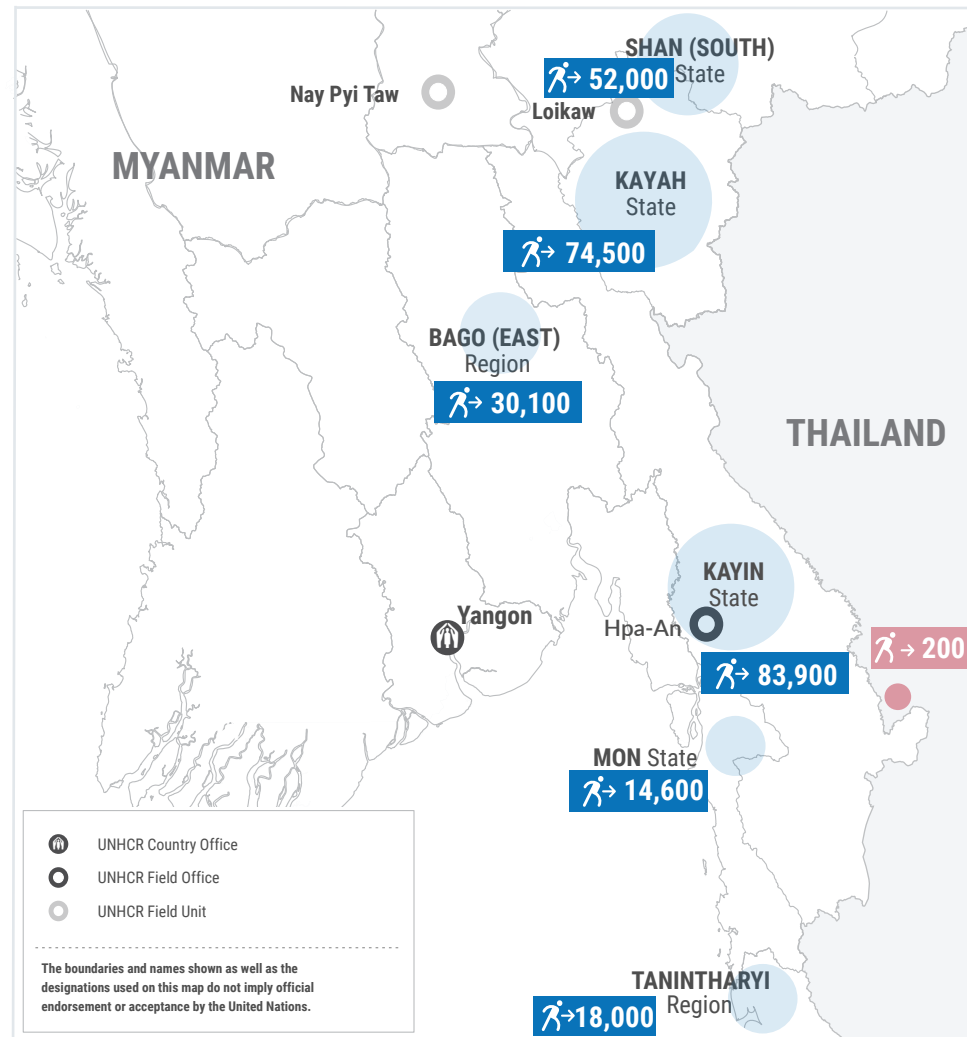 SHAN (SOUTH)
State
52,000
Nay Pyi Taw
Loikaw
MYANMAR
KAYAH
State
74,500
BAGO (EAST)
Region
30,100
THAILAND
KAYIN
State
Yangon
Hpa-An
200
83,900
MON State
14,600
UNHCR Country Office
UNHCR Field Office
UNHCR Field Unit
The boundaries and names shown as well as the
designations used on this map do not imply official
endorsement or acceptance by the United Nations.
TANINTHARYI
Region
18,000